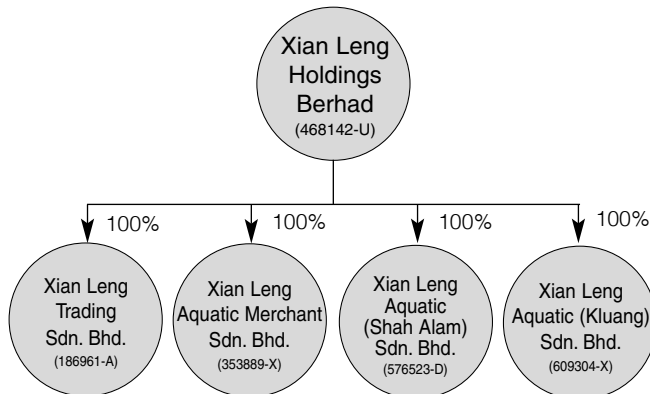 Xian Leng
Holdings
Berhad
(468142-U)
100%
100%
100%
100%
Xian Leng
Trading
Sdn. Bhd.
(186961-A)
Xian Leng
Aquatic Merchant
Sdn. Bhd.
(353889-X)
Xian Leng
Aquatic
(Shah Alam)
Sdn. Bhd.
(576523-D)
Xian Leng
Aquatic (Kluang)
Sdn. Bhd.
(609304-X)